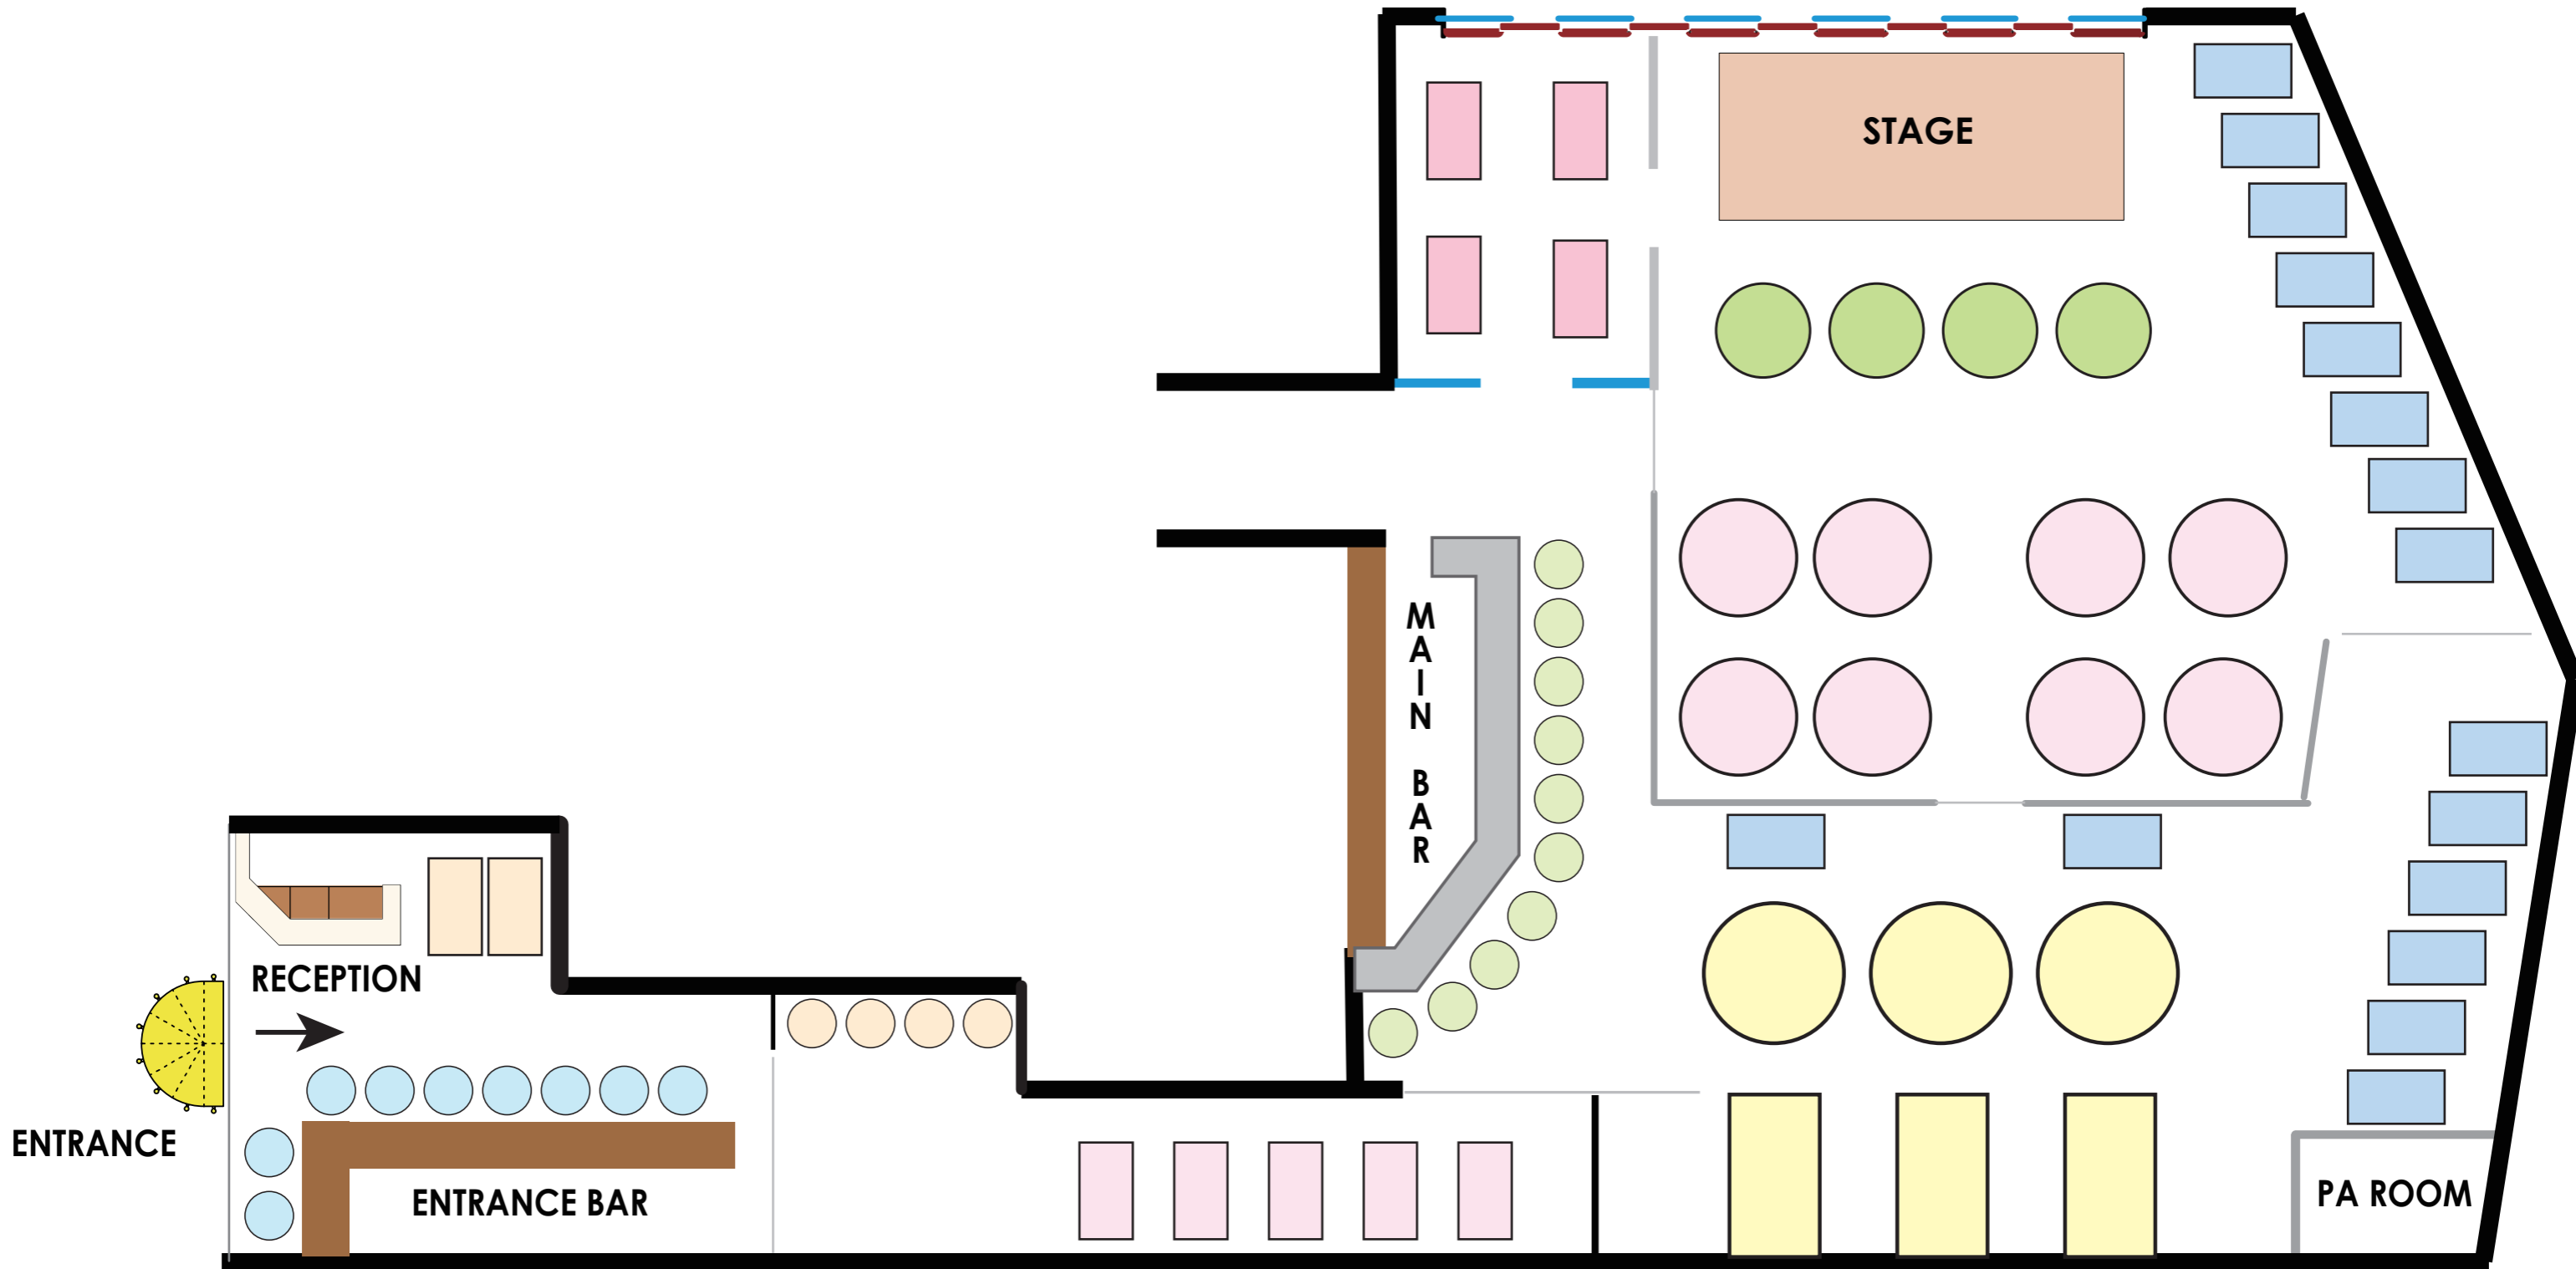 STAGE
MAIN BAR
RECEPTION
ENTRANCE
ENTRANCE BAR
PA ROOM